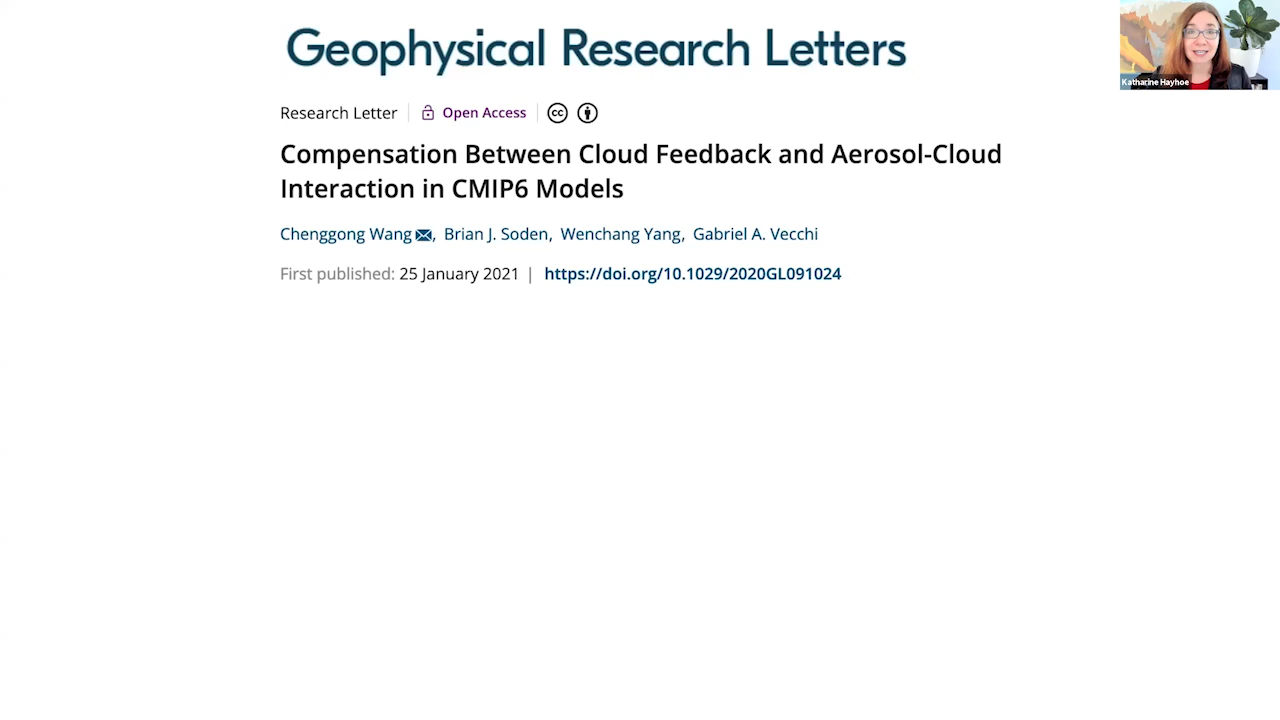 Geophysical Research Letters
Katharine Hayhoe
Research Letter | Open Access | cc
Compensation Between Cloud Feedback and Aerosol-Cloud
Interaction in CMIP6 Models
Chenggong Wang, Brian J. Soden, Wenchang Yang, Gabriel A. Vecchi
First published: 25 January 2021 | https://doi.org/10.1029/2020GL091024